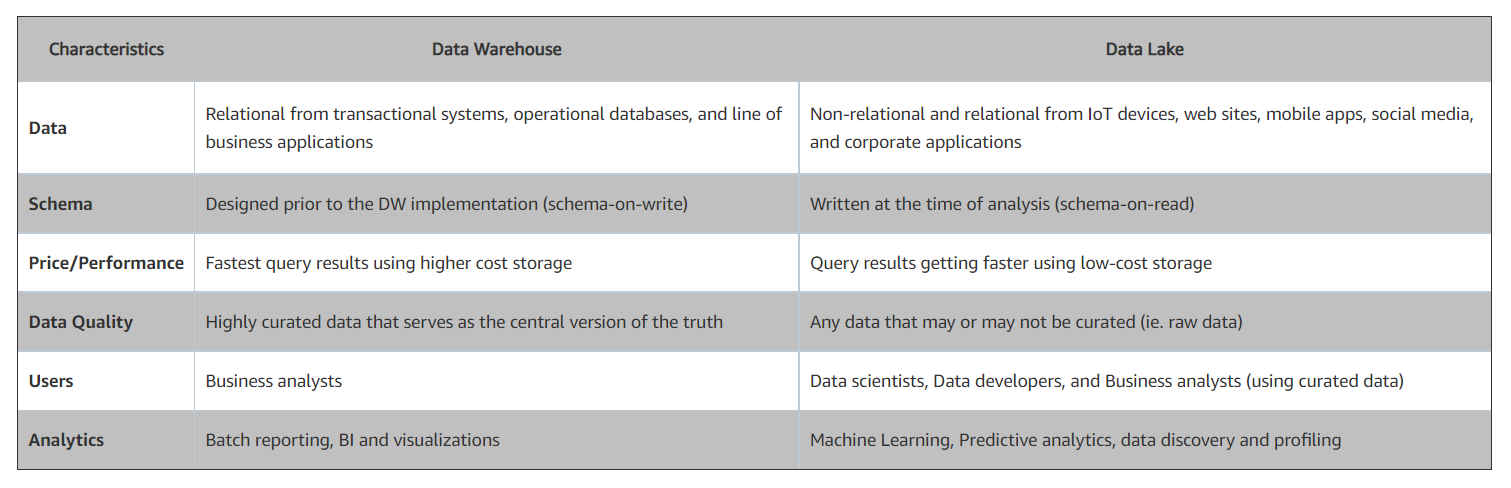 Characteristics Data Warehouse Data Lake
Data
Relational from transactional systems, operational databases, and line of
business applications
Non-relational and relational from IoT devices, web sites, mobile apps, social media,
and corporate applications
Schema
Designed prior to the DW implementation (schema-on-write)
Written at the time of analysis (schema-on-read)
Price/Performance
Fastest query results using higher cost storage
Query results getting faster using low-cost storage
Data Quality
Highly curated data that serves as the central version of the truth
Any data that may or may not be curated (ie. raw data)
Users
Business analysts
Data scientists, Data developers, and Business analysts (using curated data)
Analytics
Batch reporting, BI and visualizations
Machine Learning, Predictive analytics, data discovery and profiling